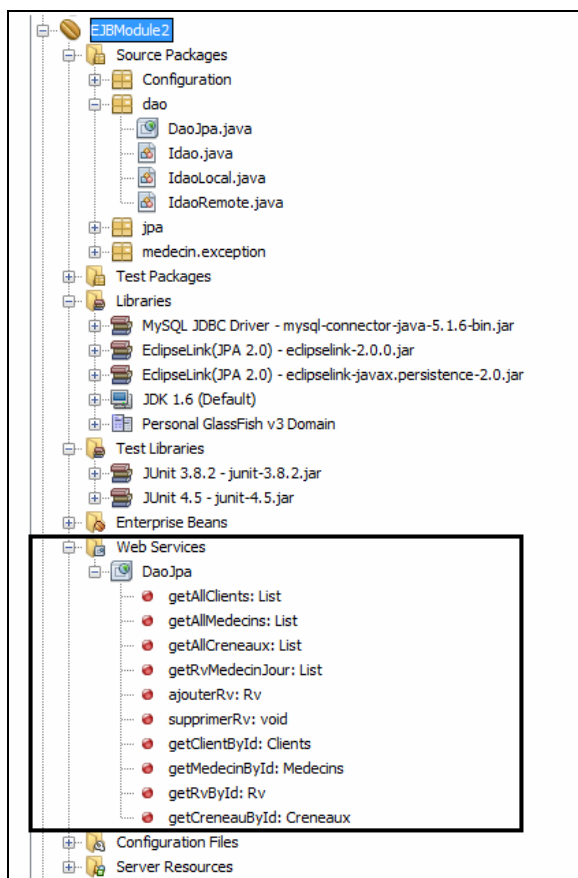 EJBModule2
Source Packages
Configuration
dao
DaoJpa.java
Idao.java
IdaoLocal.java
IdaoRemote.java
jpa
medecin.exception
Test Packages
Libraries
MySQL JDBC Driver - mysql-connector-java-5.1.6-bin.jar
EclipseLink(JPA 2.0) - eclipselink-2.0.0.jar
EclipseLink(JPA 2.0) - eclipselink-javax.persistence-2.0.jar
JDK 1.6 (Default)
Personal GlassFish v3 Domain
Test Libraries
JUnit 3.8.2 - junit-3.8.2.jar
JUnit 4.5 - junit-4.5.jar
Enterprise Beans
Web Services
DaoJpa
getAllClients: List
getAllMedecins: List
getAllCreneaux: List
getRvMedecinJour: List
ajouterRv: Rv
supprimerRv: void
getClientById: Clients
getMedecinById: Medecins
getRvById: Rv
getCreneauById: Creneaux
Configuration Files
Server Resources